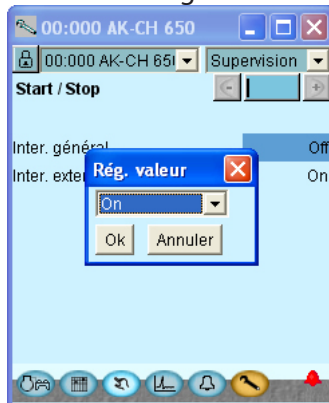 00:000 AK-CH 650
00:000 AK-CH 65 Supervision
Start / Stop
Inter. général Off
Inter. exter On
Rég. valeur
On
Ok Annuler